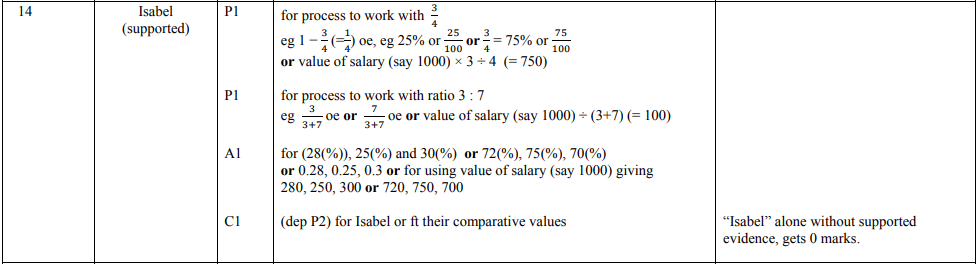 14 Isabel (supported) P1 for process to work with 3/4
eg 1 – 3/4 (=1/4) oe, eg 25% or 25/100 or 3/4 = 75% or 75/100
or value of salary (say 1000) × 3 ÷ 4 (= 750)
P1 for process to work with ratio 3 : 7
eg 3/3+7 oe or 7/3+7 oe or value of salary (say 1000) ÷ (3+7) (= 100)
A1 for (28(%)), 25(%) and 30(%) or 72(%), 75(%), 70(%)
or 0.28, 0.25, 0.3 or for using value of salary (say 1000) giving
280, 250, 300 or 720, 750, 700
C1 (dep P2) for Isabel or ft their comparative values
“Isabel” alone without supported
evidence, gets 0 marks.